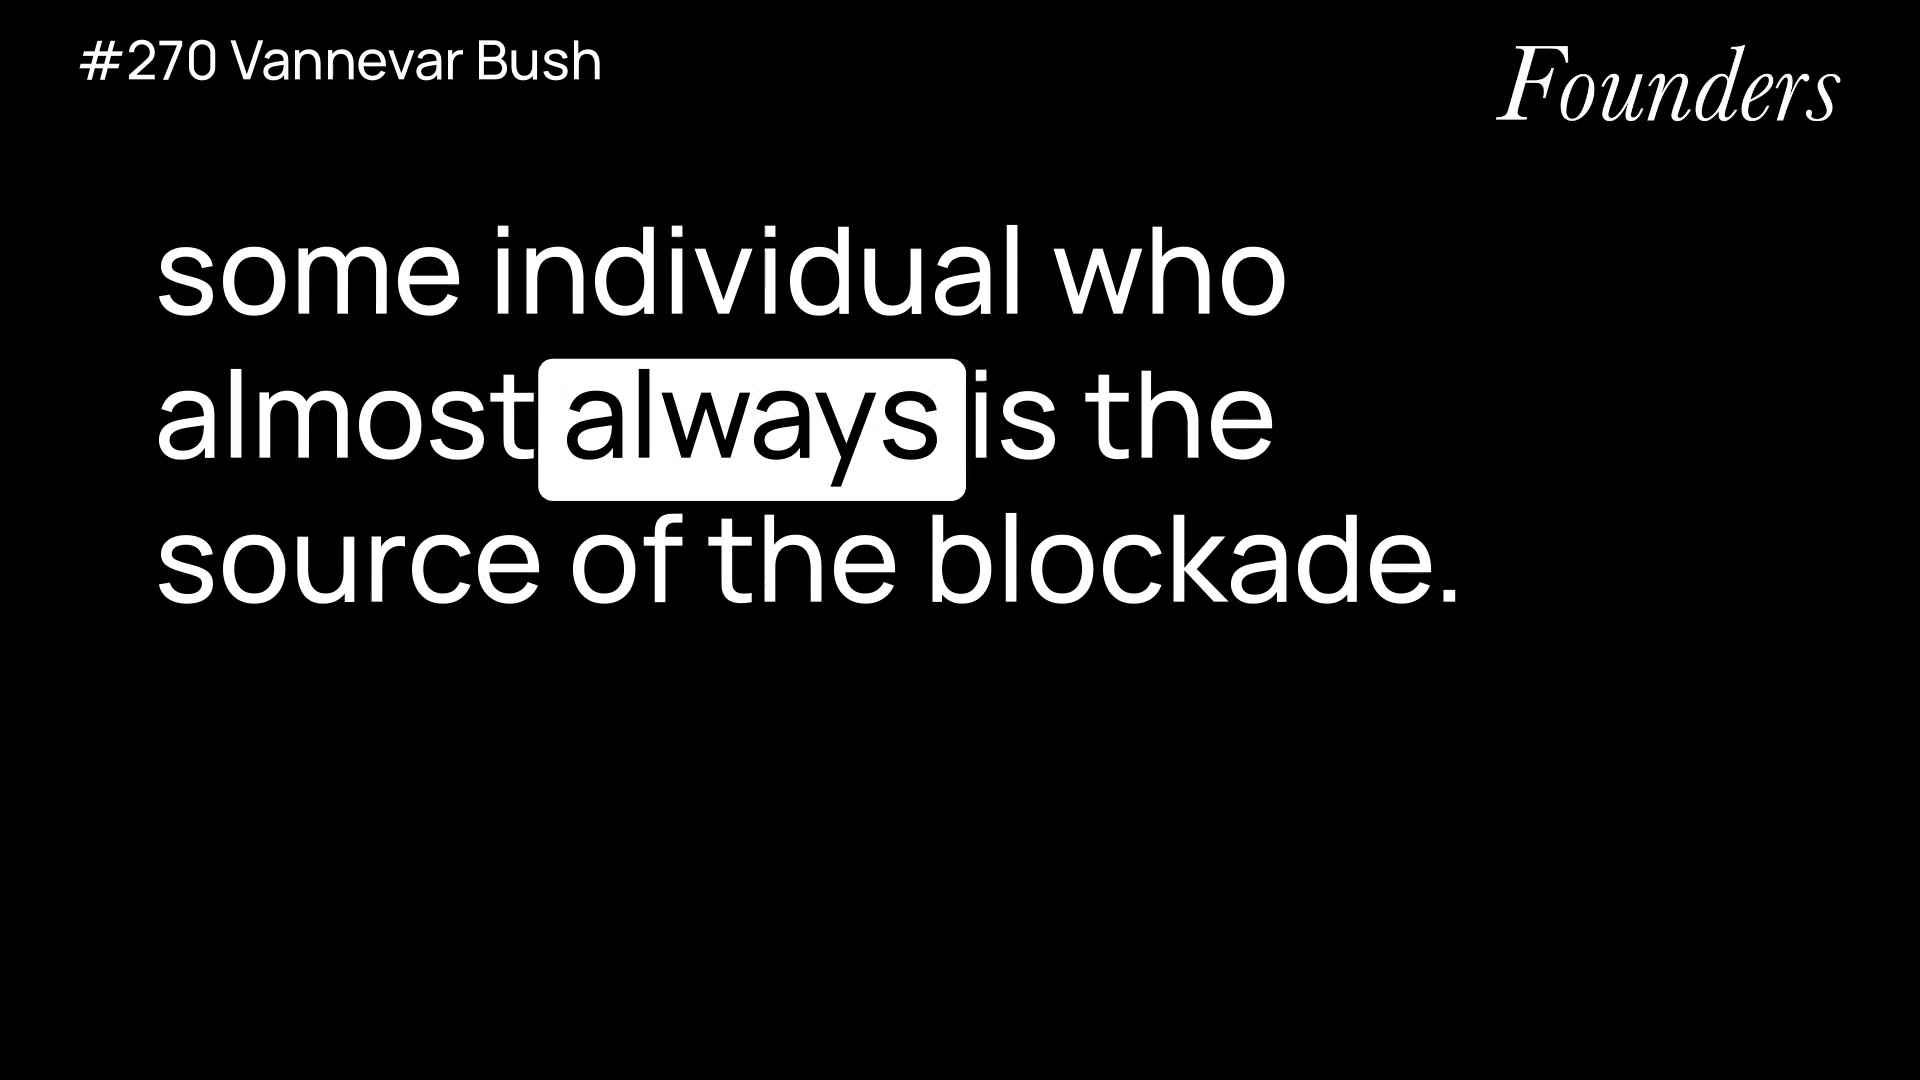 #270 Vannevar Bush
Founders
some individual who
almost always is the
source of the blockade.